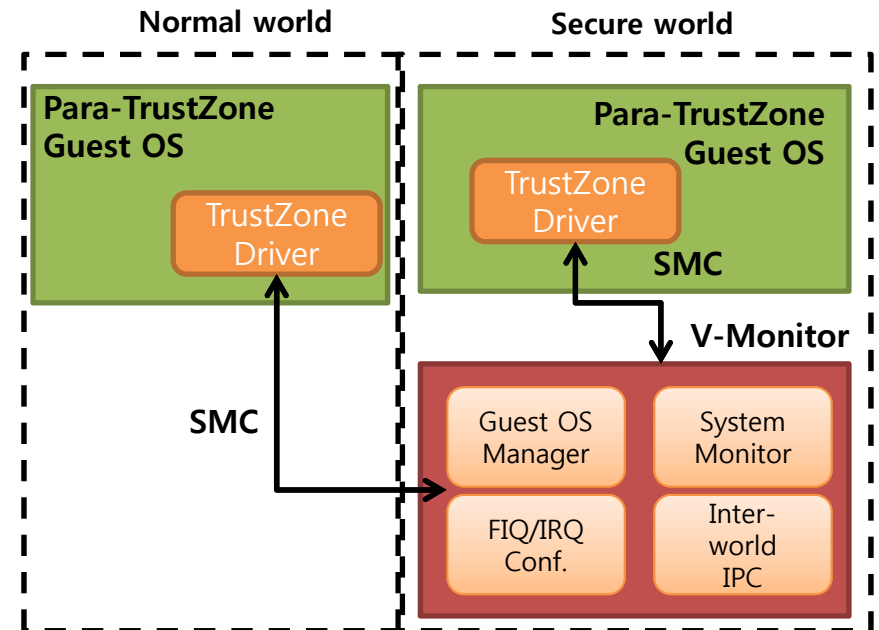 Normal world
Secure world
Para-TrustZone
Guest OS
TrustZone
Driver
Para-TrustZone
Guest OS
TrustZone
Driver
SMC
V-Monitor
SMC
Guest OS
Manager
System
Monitor
FIQ/IRQ
Conf.
Inter-
world
IPC